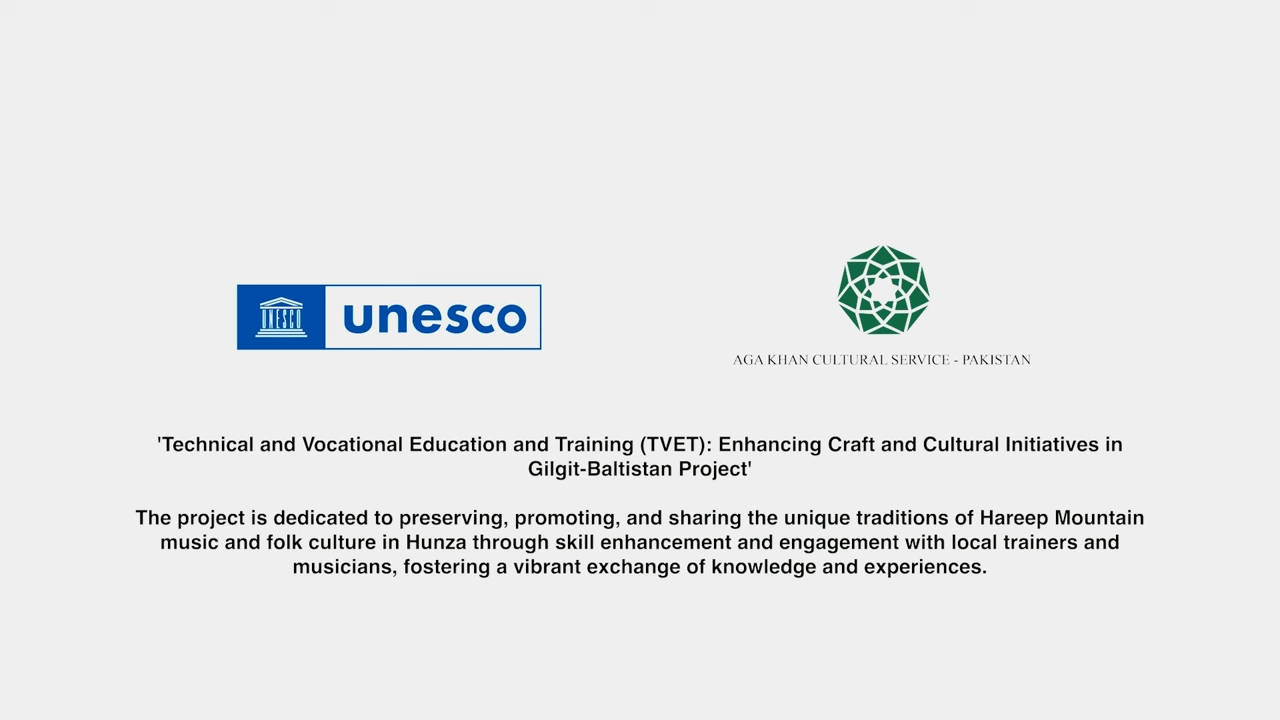 UNESCO
unesco
AGA KHAN CULTURAL SERVICE - PAKISTAN
'Technical and Vocational Education and Training (TVET): Enhancing Craft and Cultural Initiatives in
Gilgit-Baltistan Project'
The project is dedicated to preserving, promoting, and sharing the unique traditions of Hareep Mountain
music and folk culture in Hunza through skill enhancement and engagement with local trainers and
musicians, fostering a vibrant exchange of knowledge and experiences.